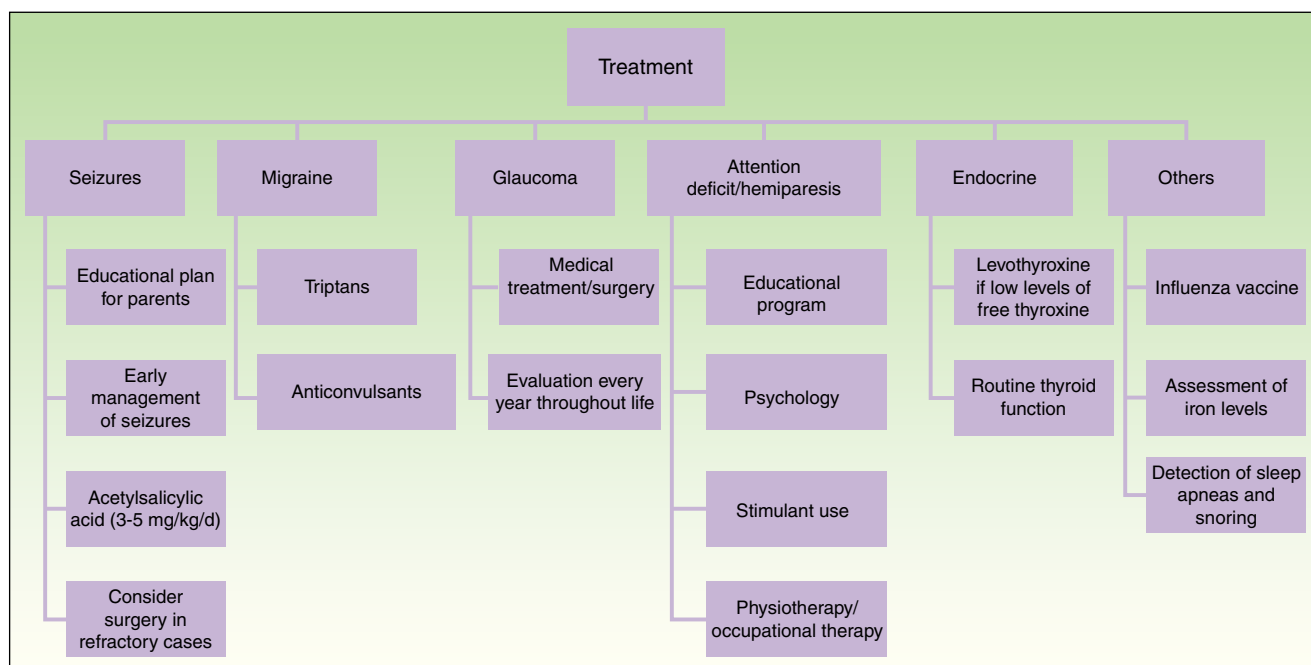 Treatment
Seizures
Educational plan
for parents
Early
management
of seizures
Acetylsalicylic
acid (3-5 mg/kg/d)
Consider
surgery in
refractory cases
Migraine
Triptans
Anticonvulsants
Glaucoma
Medical
treatment/surgery
Evaluation every
year throughout life
Attention
deficit/hemiparesis
Educational
program
Psychology
Stimulant use
Physiotherapy/
occupational therapy
Endocrine
Levothyroxine
if low levels of
free thyroxine
Routine thyroid
function
Others
Influenza vaccine
Assessment of
iron levels
Detection of sleep
apneas and
snoring